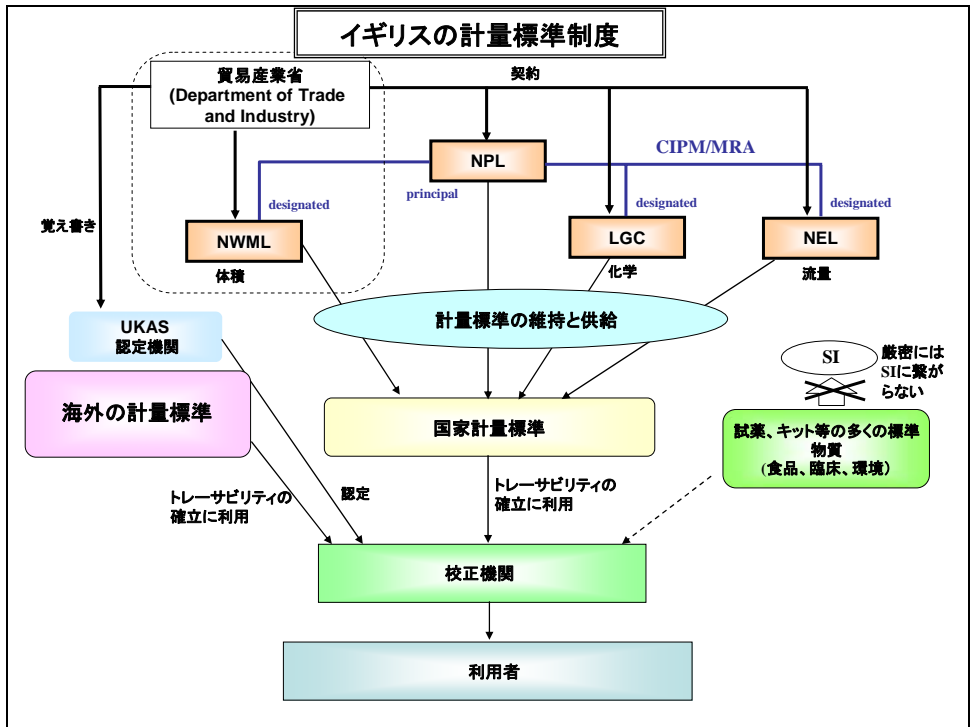 イギリスの計量標準制度
貿易産業省
(Department of Trade
and Industry)
契約
NPL
CIPM/MRA
principal
designated
designated
designated
覚え書き
NWML
体積
LGC
化学
NEL
流量
計量標準の維持と供給
UKAS
認定機関
SI
厳密には
SIに繋が
らない
海外の計量標準
国家計量標準
試薬、キット等の多くの標準
物質
(食品、臨床、環境)
トレーサビリティの
確立に利用
認定
トレーサビリティの
確立に利用
校正機関
利用者